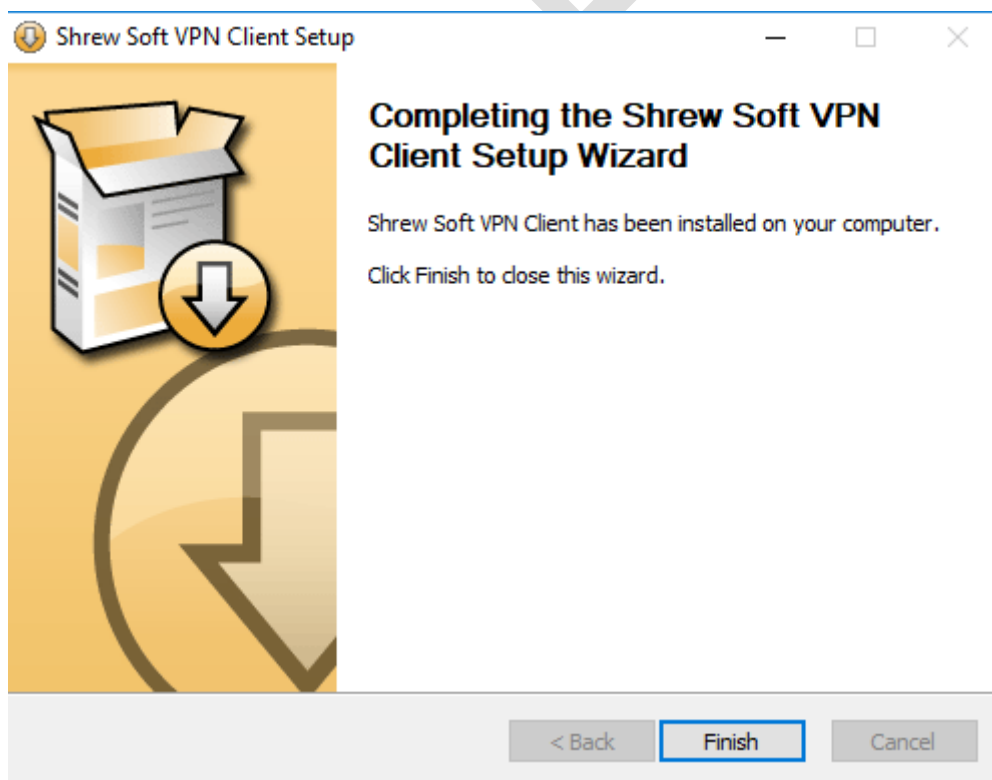 Shrew Soft VPN Client Setup
Completing the Shrew Soft VPN
Client Setup Wizard
Shrew Soft VPN Client has been installed on your computer.
Click Finish to close this wizard.
< Back Finish Cancel